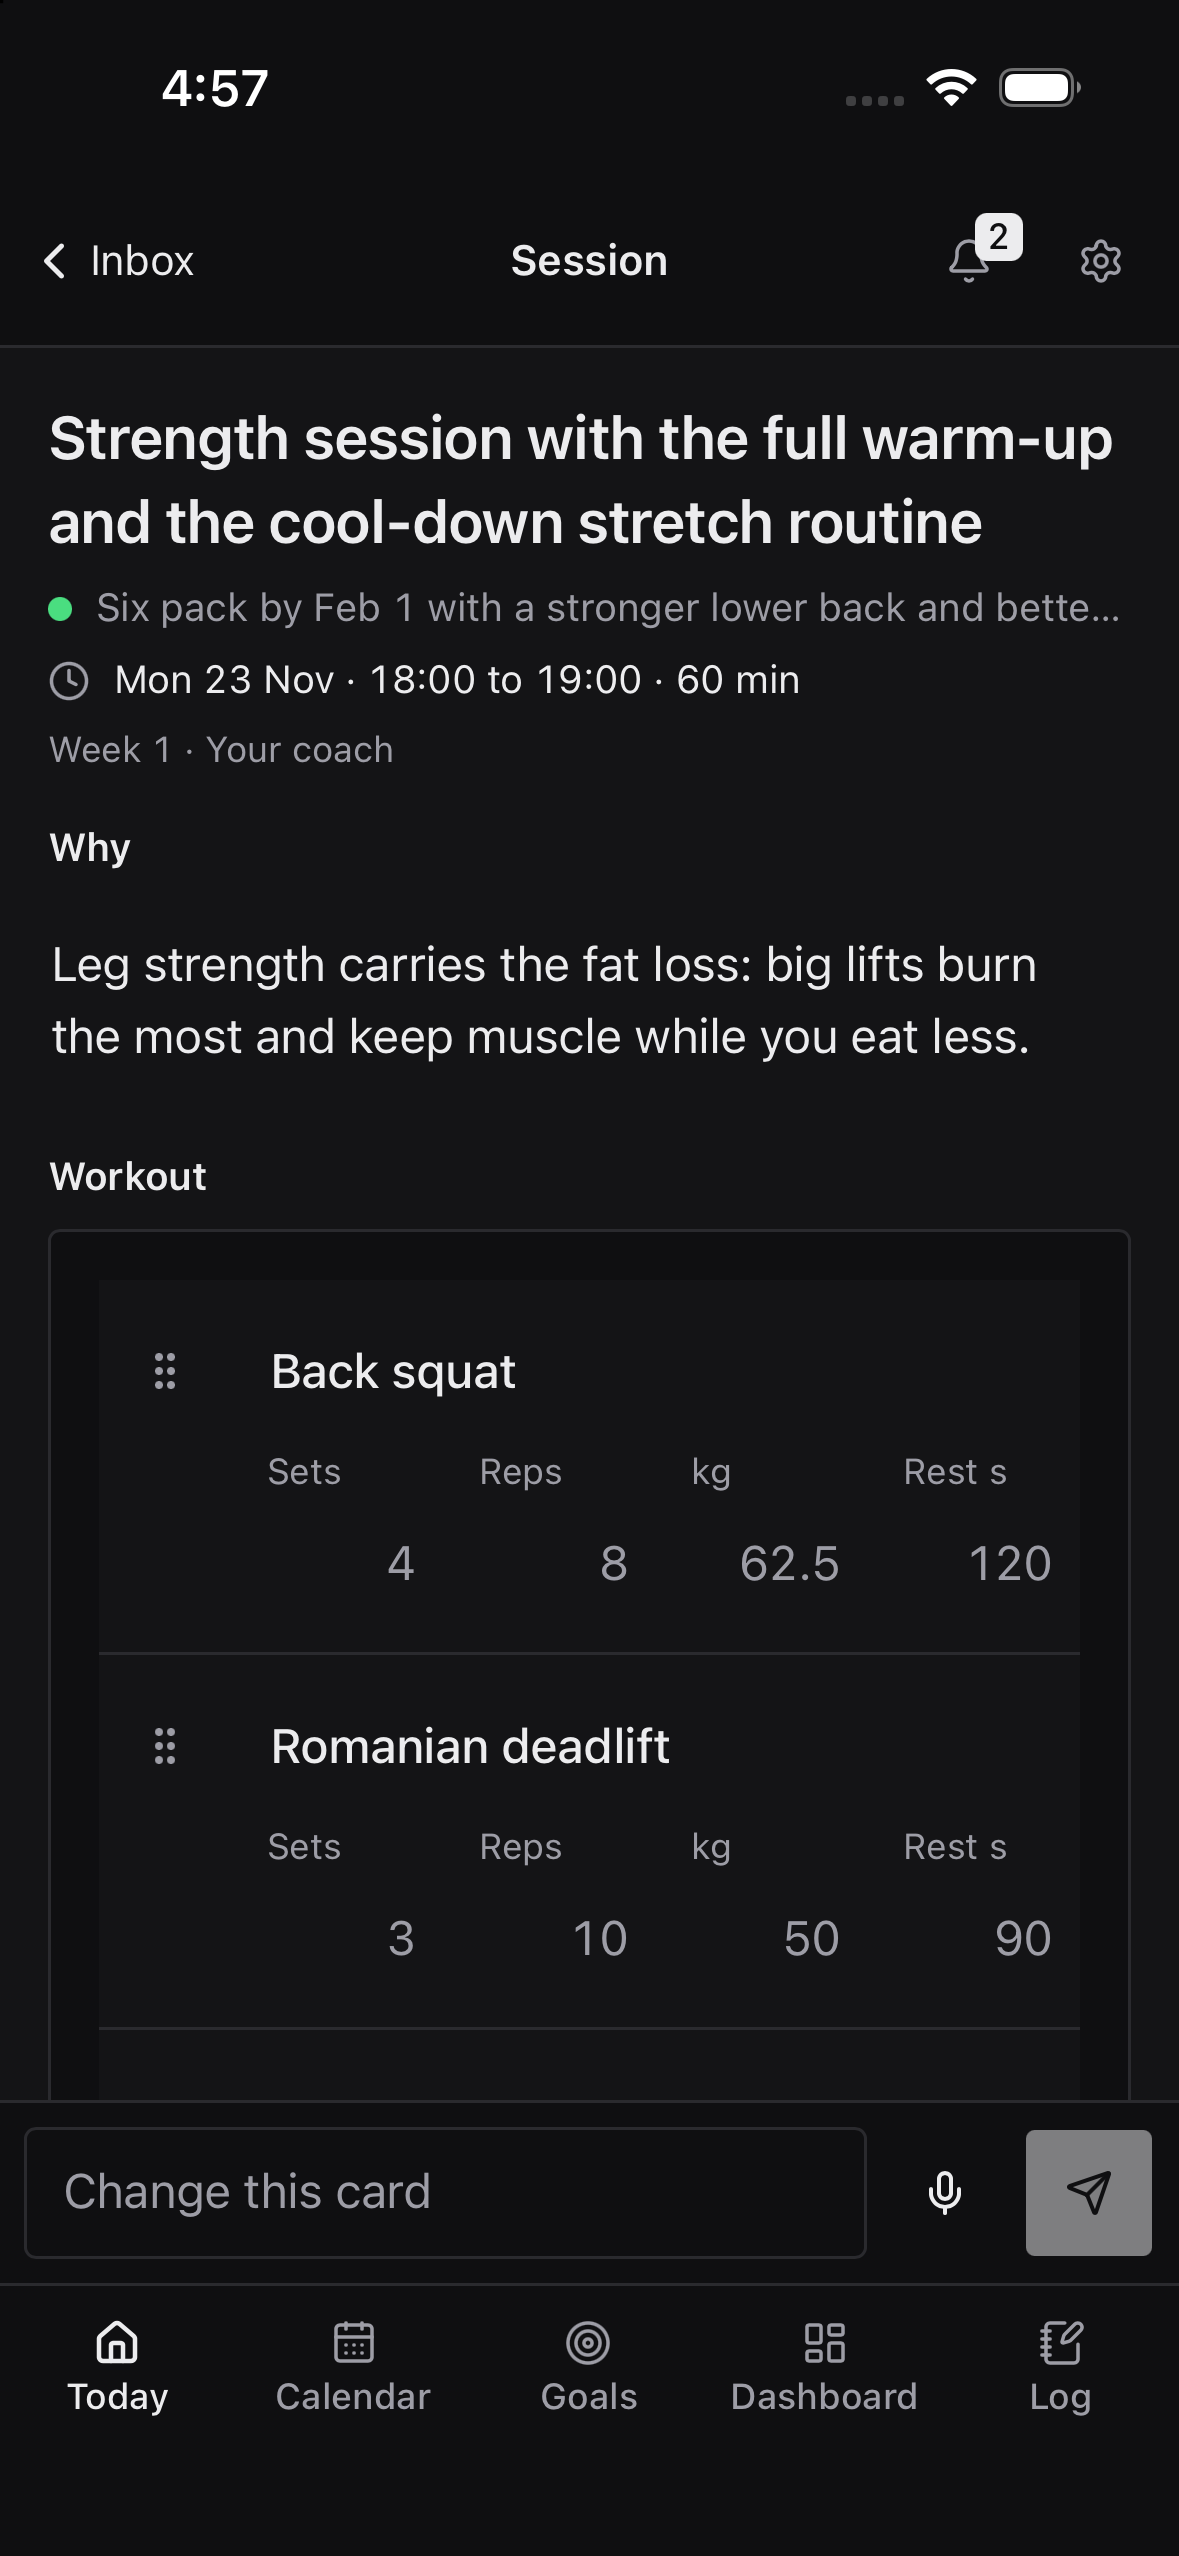 4:57
Inbox
Session
2
Strength session with the full warm-up
and the cool-down stretch routine
Six pack by Feb 1 with a stronger lower back and bette...
Mon 23 Nov · 18:00 to 19:00 · 60 min
Week 1 · Your coach
Why
Leg strength carries the fat loss: big lifts burn
the most and keep muscle while you eat less.
Workout
Back squat
Sets Reps kg Rest s
4 8 62.5 120
Romanian deadlift
Sets Reps kg Rest s
3 10 50 90
Change this card
Today Calendar Goals Dashboard Log